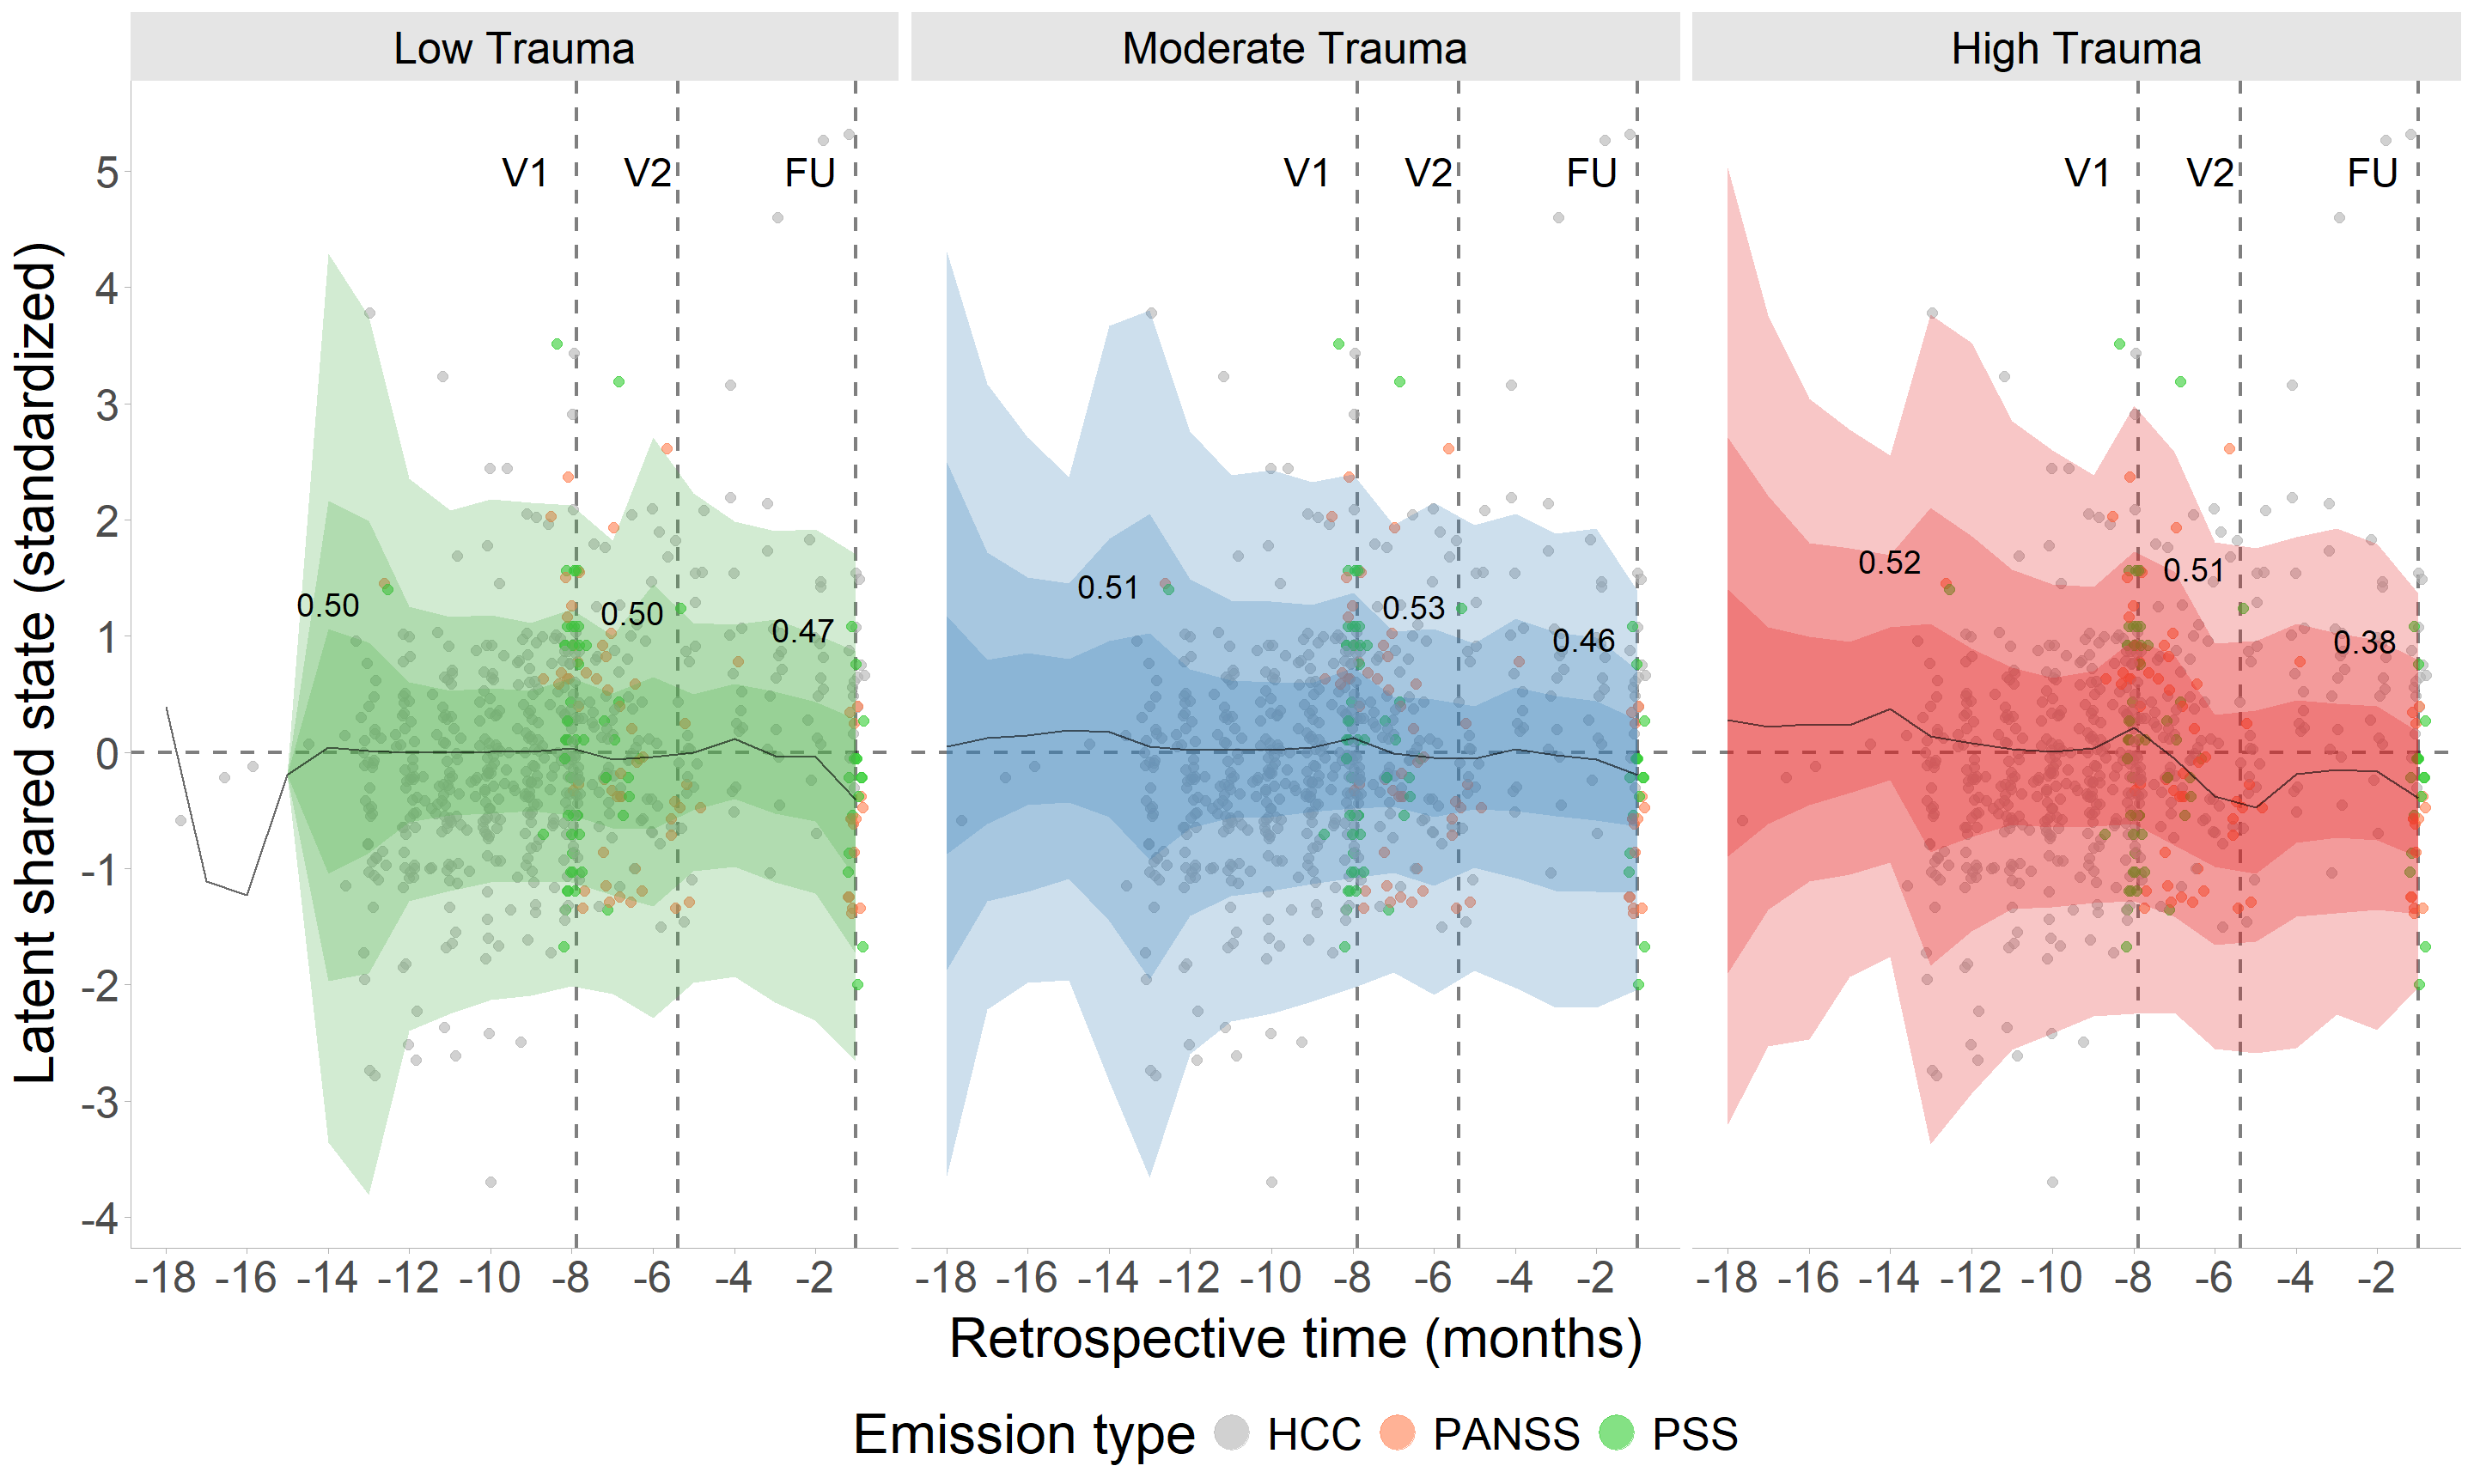 Low Trauma Moderate Trauma High Trauma
Latent shared state (standardized)
5
4
3
2
1
0
-1
-2
-3
-4
V1 V2 FU
V1 V2 FU
V1 V2 FU
0.50 0.50 0.47
0.51 0.53 0.46
0.52 0.51 0.38
-18 -16 -14 -12 -10 -8 -6 -4 -2
-18 -16 -14 -12 -10 -8 -6 -4 -2
-18 -16 -14 -12 -10 -8 -6 -4 -2
Retrospective time (months)
Emission type HCC PANSS PSS